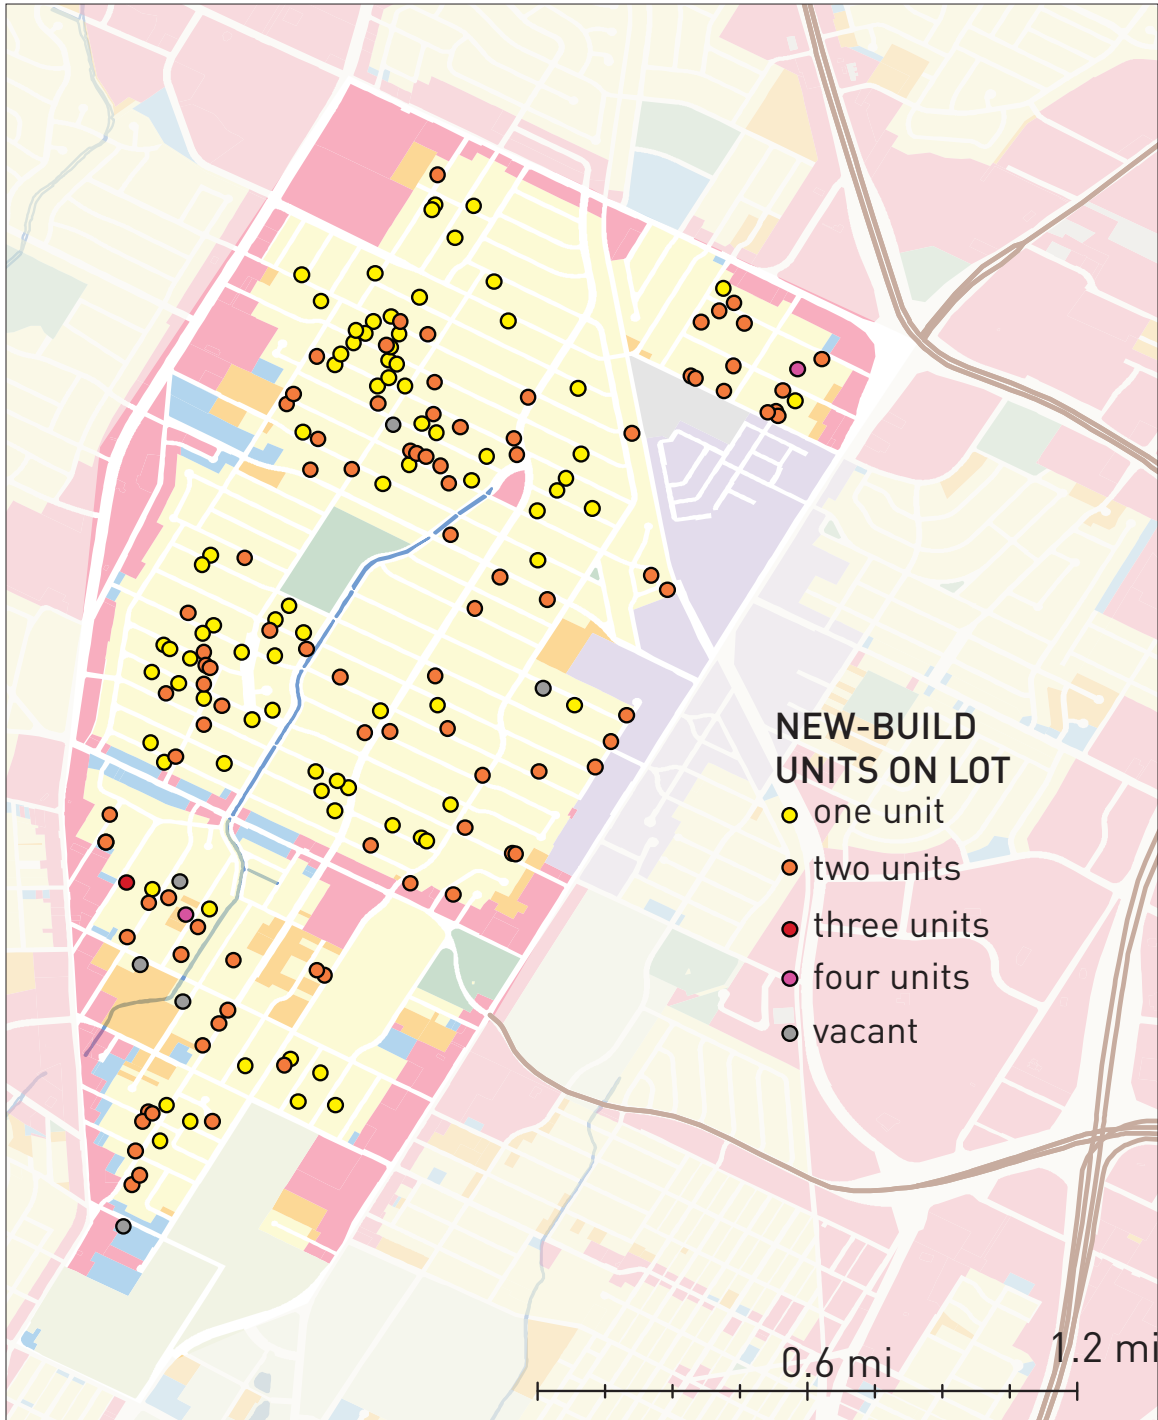 NEW-BUILD
UNITS ON LOT
one unit
two units
three units
four units
vacant
0.6 mi
1.2 mi